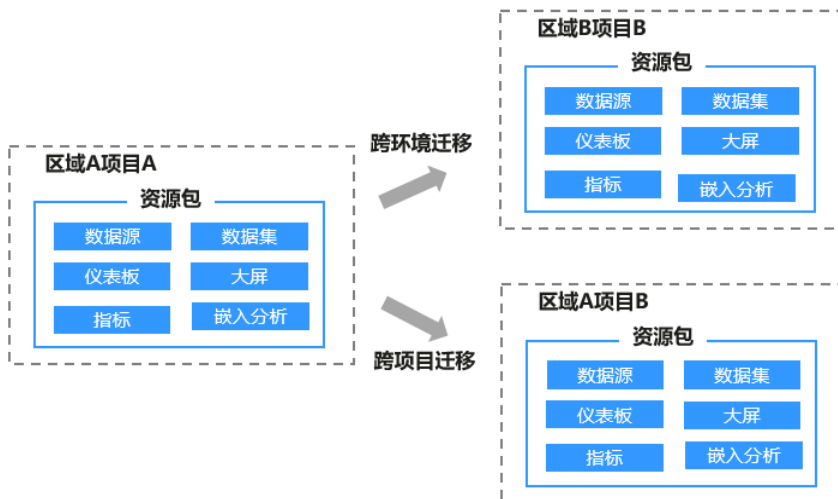 区域A项目A
资源包
数据源 数据集
仪表板 大屏
指标 嵌入分析
跨环境迁移
跨项目迁移
区域B项目B
资源包
数据源 数据集
仪表板 大屏
指标 嵌入分析
区域A项目B
资源包
数据源 数据集
仪表板 大屏
指标 嵌入分析